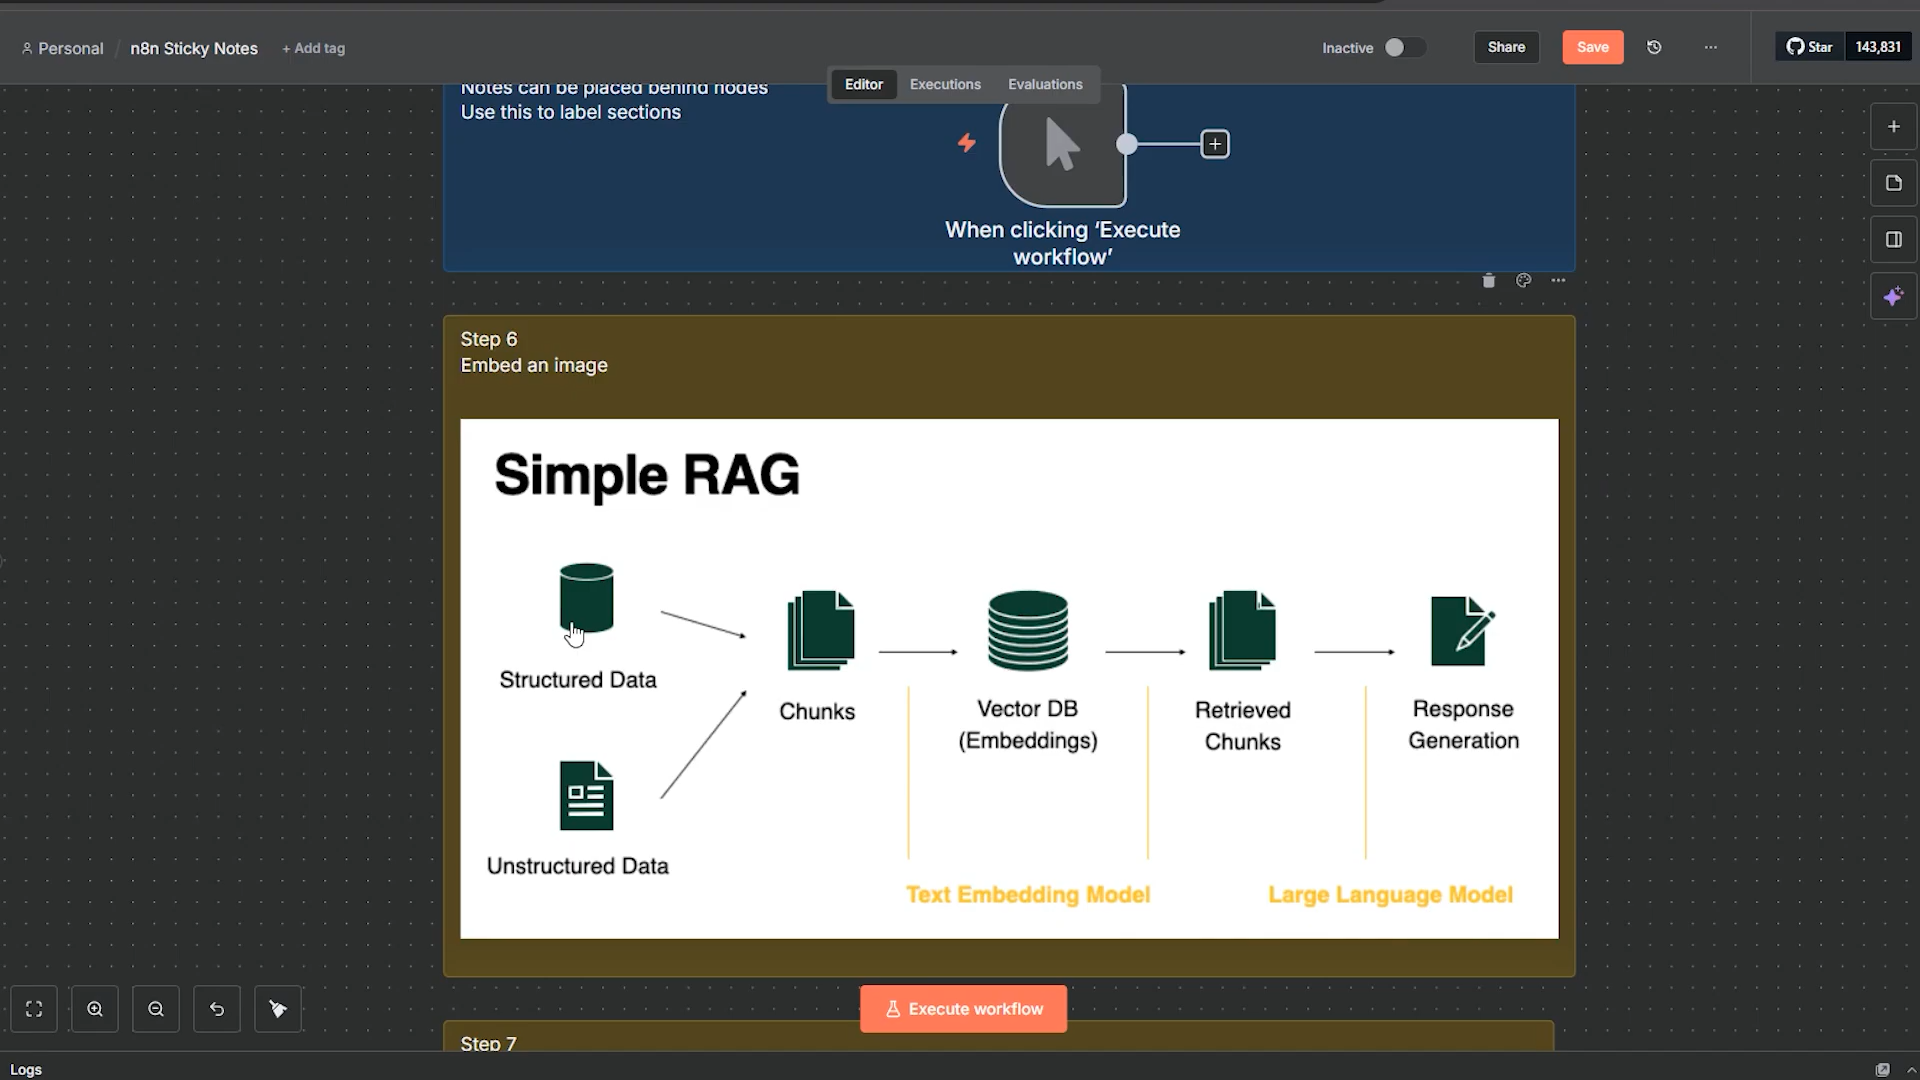 Personal / n8n Sticky Notes + Add tag
Inactive
Share
Save
Star 143,831
Editor Executions Evaluations
Notes can be placed behind nodes
Use this to label sections
When clicking ‘Execute
workflow’
Step 6
Embed an image
Simple RAG
Structured Data
Unstructured Data
Chunks
Vector DB
(Embeddings)
Retrieved
Chunks
Response
Generation
Text Embedding Model
Large Language Model
Execute workflow
Step 7
Logs